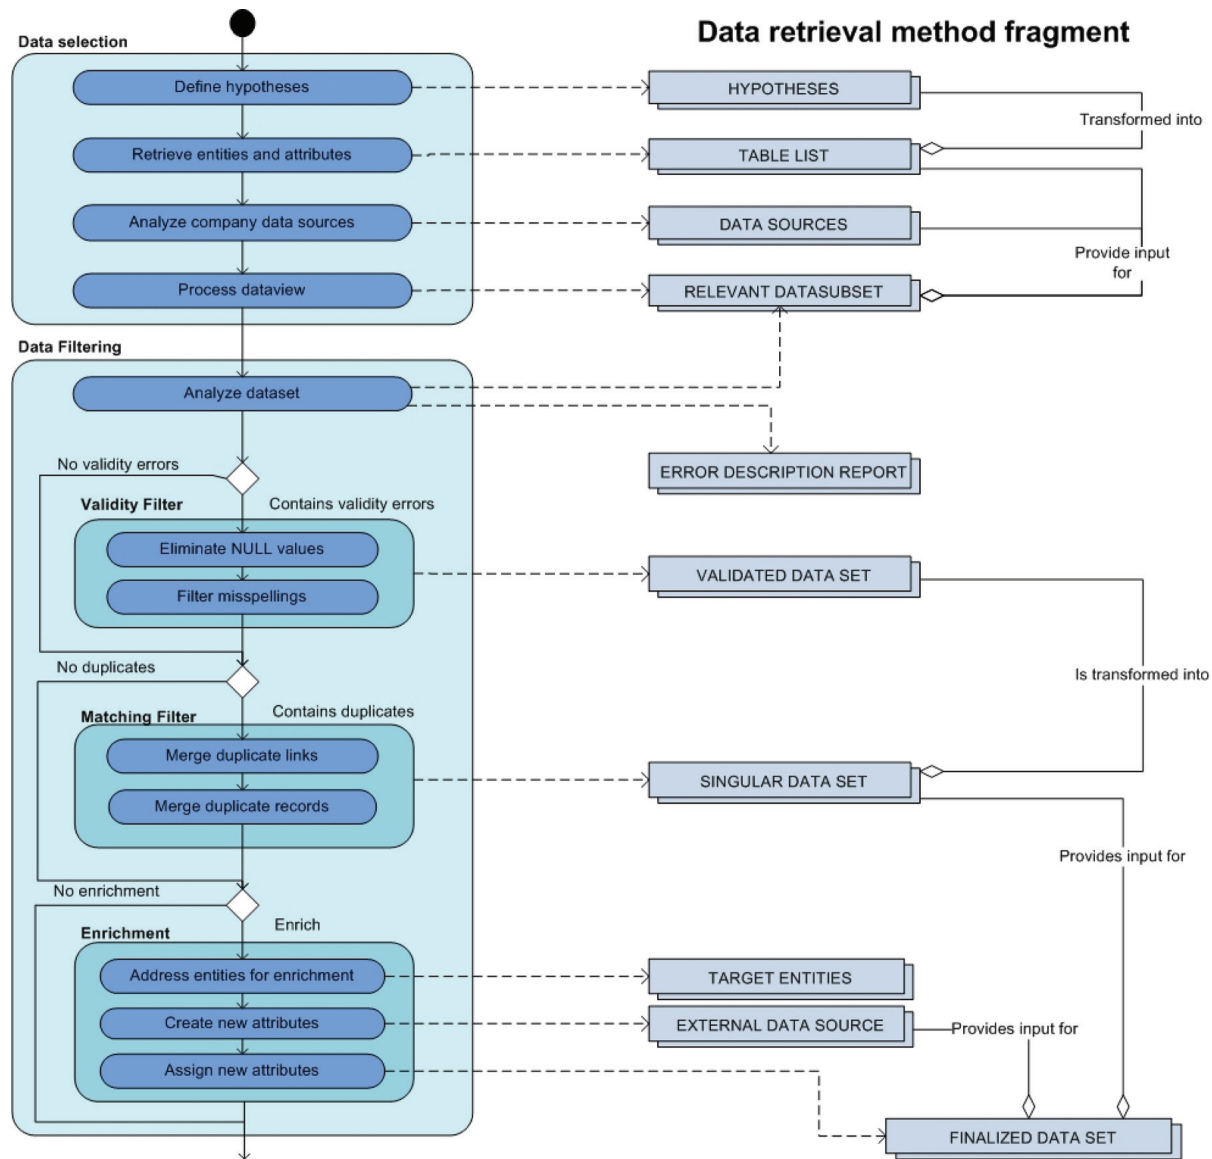 Data retrieval method fragment
Data selection
Define hypotheses
HYPOTHESES
Transformed into
Retrieve entities and attributes
TABLE LIST
Analyze company data sources
DATA SOURCES
Provide input
for
Process dataview
RELEVANT DATASUBSET
Data Filtering
Analyze dataset
No validity errors
ERROR DESCRIPTION REPORT
Validity Filter
Contains validity errors
Eliminate NULL values
VALIDATED DATA SET
Filter misspellings
No duplicates
Is transformed into
Matching Filter
Contains duplicates
Merge duplicate links
SINGULAR DATA SET
Merge duplicate records
Provides input for
No enrichment
Enrich
Enrichment
Address entities for enrichment
TARGET ENTITIES
Create new attributes
EXTERNAL DATA SOURCE
Provides input for
Assign new attributes
FINALIZED DATA SET